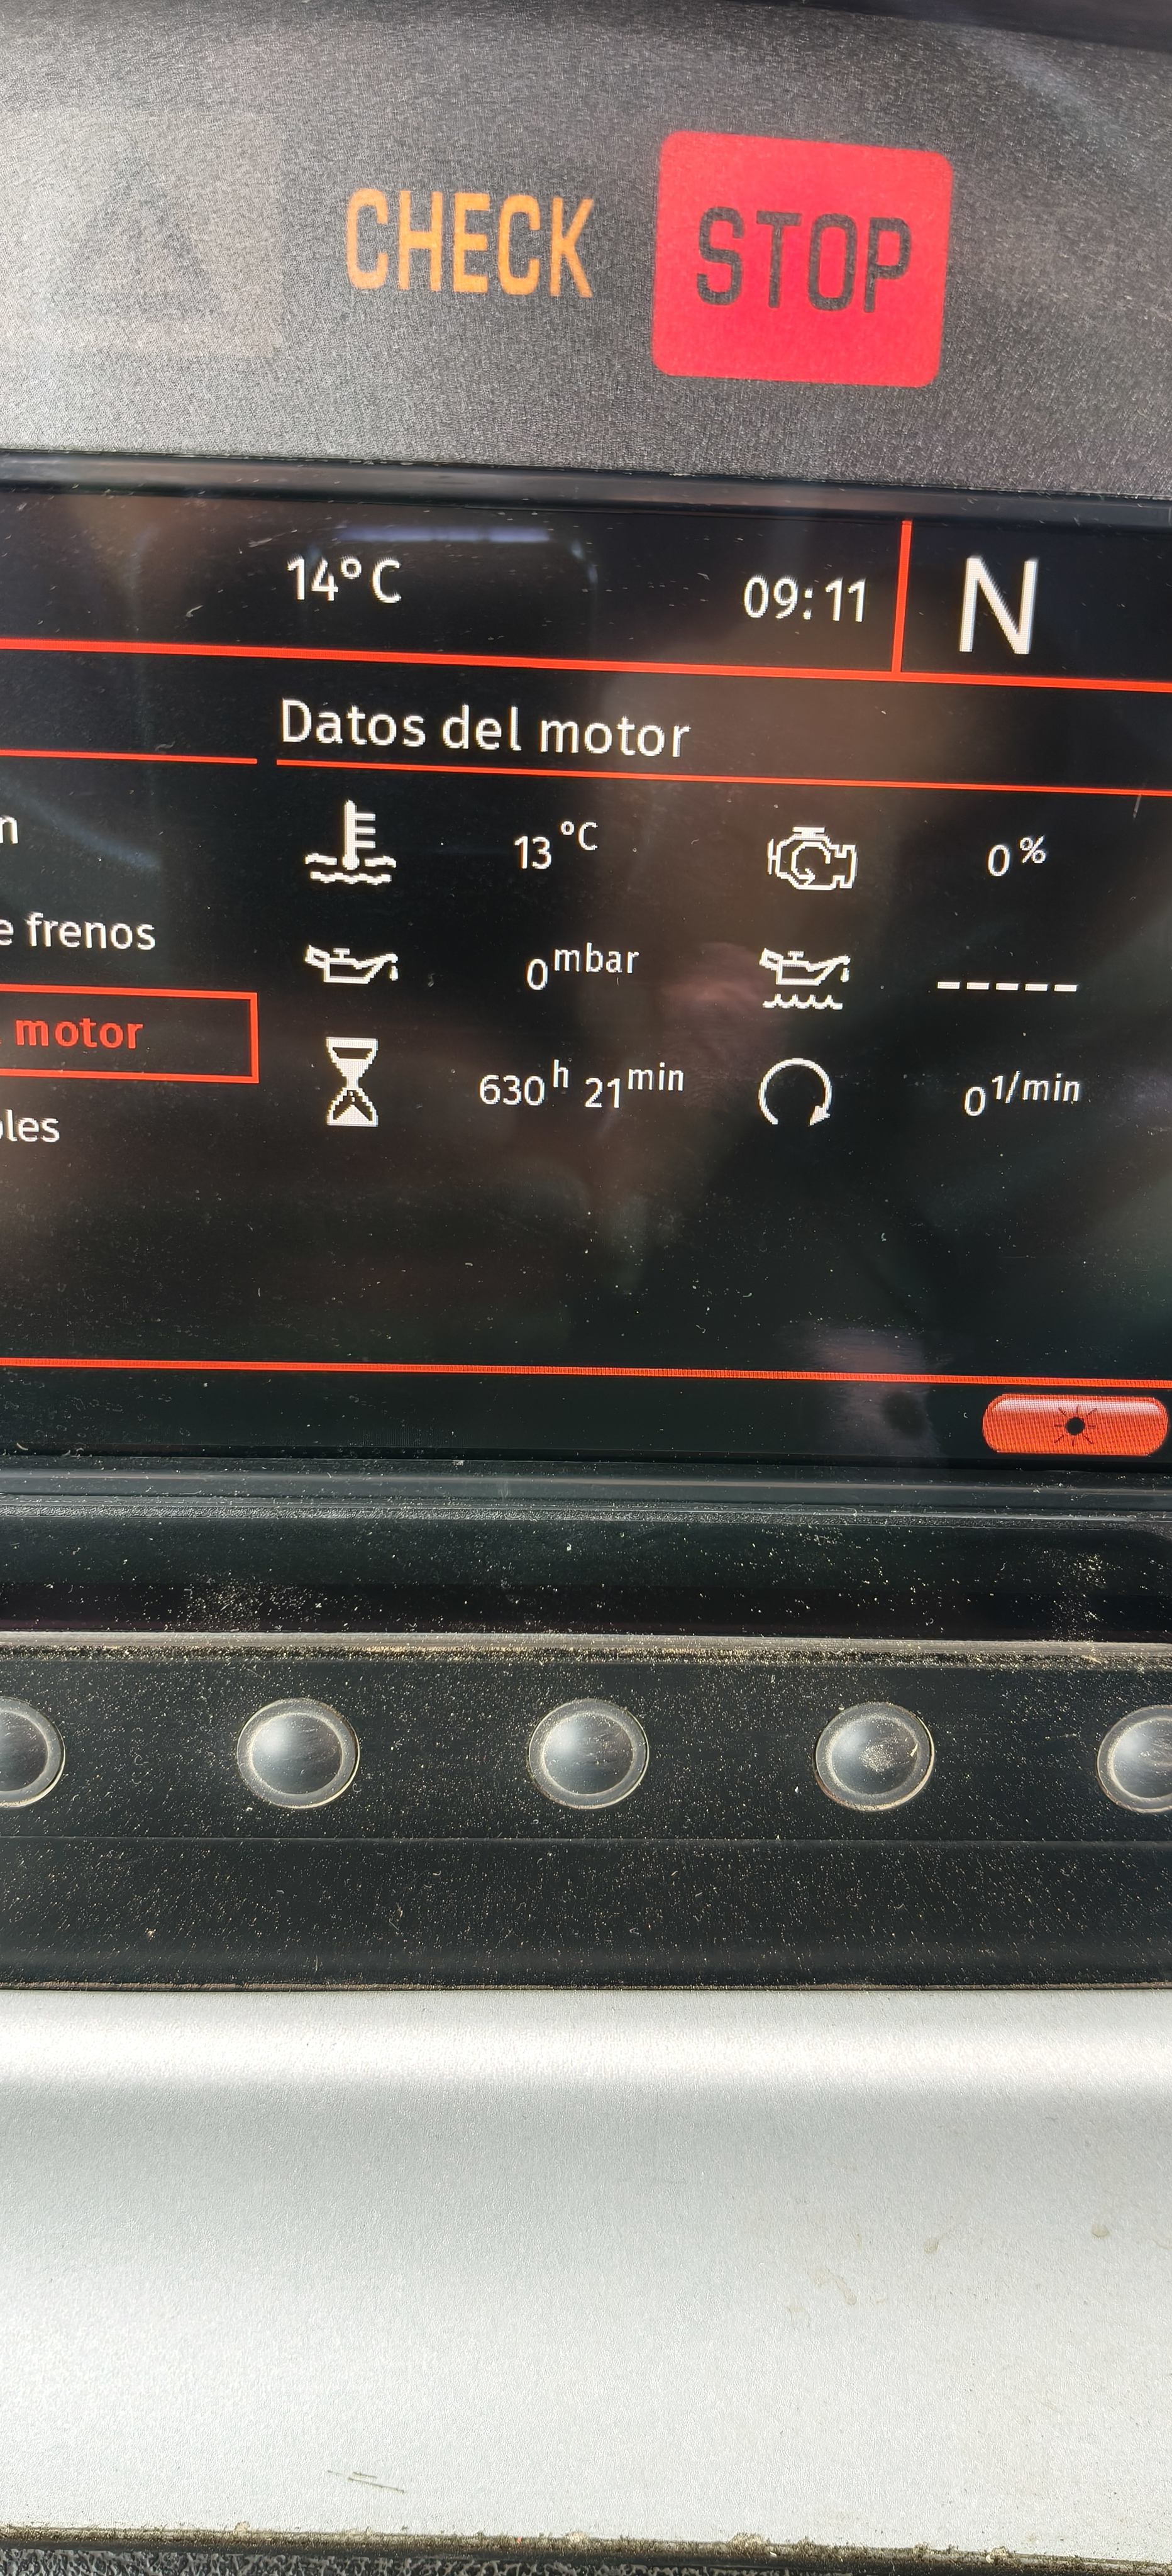 CHECK STOP
14°C 09:11 N
Datos del motor
13 °C 0 %
e frenos
0 mbar -----
motor
630 h 21 min 0 1/min